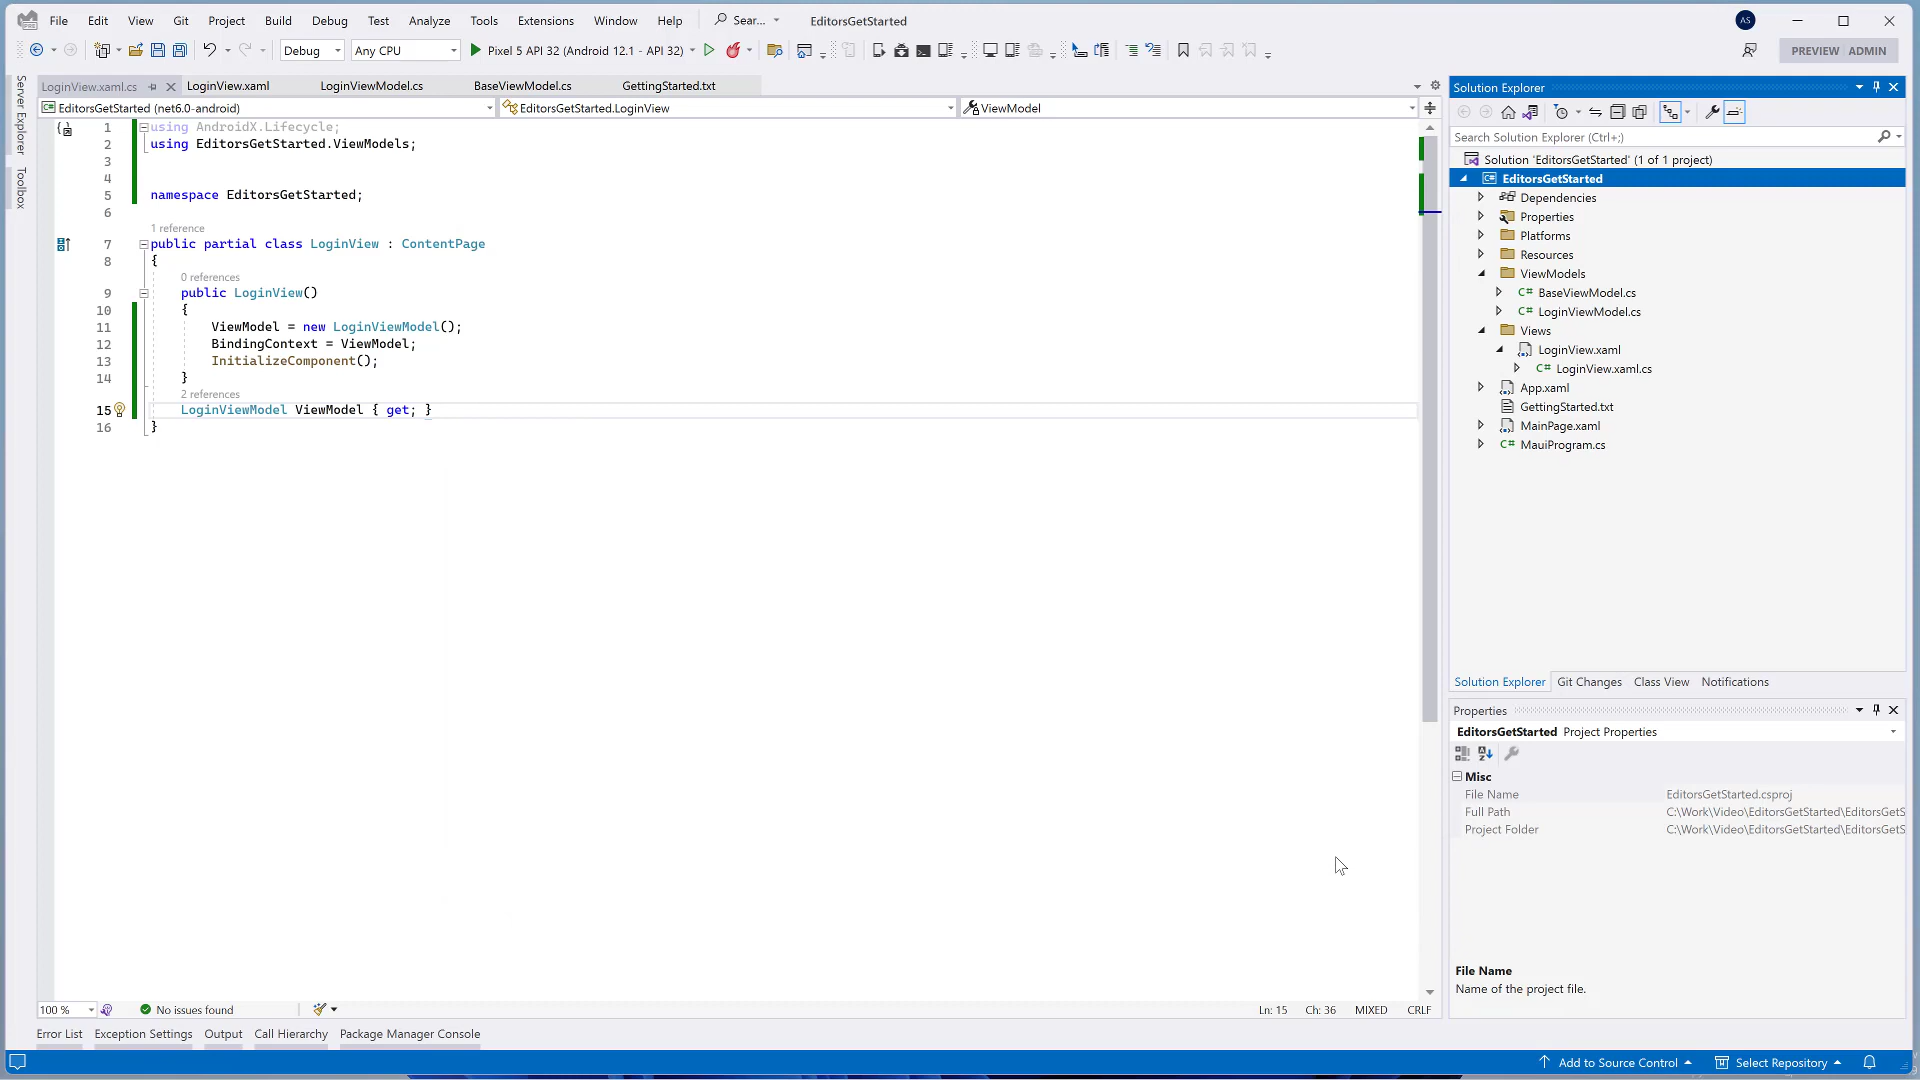 File Edit View Git Project Build Debug Test Analyze Tools Extensions Window Help Sear... EditorsGetStarted AS
Debug Any CPU Pixel 5 API 32 (Android 12.1 - API 32) PREVIEW ADMIN
Server Explorer
Toolbox
LoginView.xaml.cs LoginView.xaml LoginViewModel.cs BaseViewModel.cs GettingStarted.txt
EditorsGetStarted (net6.0-android) EditorsGetStarted.LoginView ViewModel
1 using AndroidX.Lifecycle;
2 using EditorsGetStarted.ViewModels;
3
4
5 namespace EditorsGetStarted;
6
1 reference
7 public partial class LoginView : ContentPage
8 {
0 references
9 public LoginView()
10 {
11 ViewModel = new LoginViewModel();
12 BindingContext = ViewModel;
13 InitializeComponent();
14 }
2 references
15 LoginViewModel ViewModel { get; }
16 }
100 % No issues found Ln: 15 Ch: 36 MIXED CRLF
Error List Exception Settings Output Call Hierarchy Package Manager Console
Solution Explorer
Search Solution Explorer (Ctrl+;)
Solution 'EditorsGetStarted' (1 of 1 project)
C# EditorsGetStarted
Dependencies
Properties
Platforms
Resources
ViewModels
C# BaseViewModel.cs
C# LoginViewModel.cs
Views
LoginView.xaml
C# LoginView.xaml.cs
App.xaml
GettingStarted.txt
MainPage.xaml
C# MauiProgram.cs
Solution Explorer Git Changes Class View Notifications
Properties
EditorsGetStarted Project Properties
Misc
File Name EditorsGetStarted.csproj
Full Path C:\Work\Video\EditorsGetStarted\EditorsGetS
Project Folder C:\Work\Video\EditorsGetStarted\EditorsGetS
File Name
Name of the project file.
Add to Source Control Select Repository